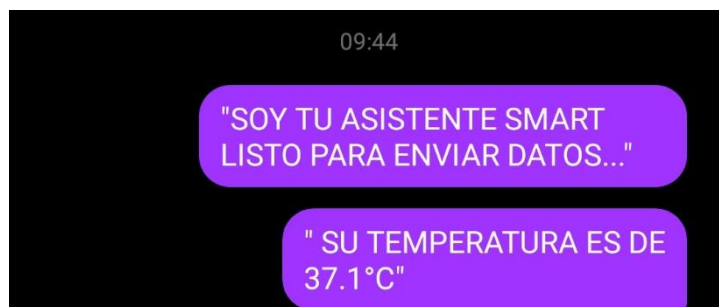 09:44
"SOY TU ASISTENTE SMART
LISTO PARA ENVIAR DATOS..."
" SU TEMPERATURA ES DE
37.1°C"